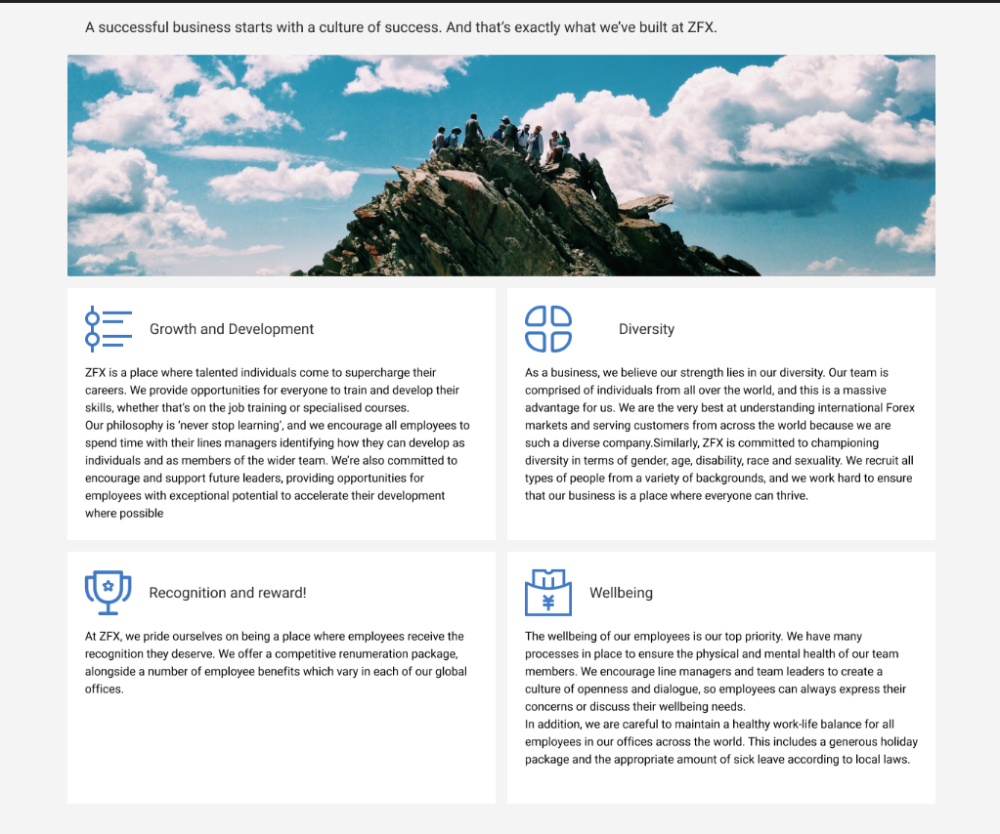 A successful business starts with a culture of success. And that’s exactly what we’ve built at ZFX.
Growth and Development
ZFX is a place where talented individuals come to supercharge their
careers. We provide opportunities for everyone to train and develop their
skills, whether that’s on the job training or specialised courses.
Our philosophy is ‘never stop learning’, and we encourage all employees to
spend time with their lines managers identifying how they can develop as
individuals and as members of the wider team. We’re also committed to
encourage and support future leaders, providing opportunities for
employees with exceptional potential to accelerate their development
where possible
Diversity
As a business, we believe our strength lies in our diversity. Our team is
comprised of individuals from all over the world, and this is a massive
advantage for us. We are the very best at understanding international Forex
markets and serving customers from across the world because we are
such a diverse company.Similarly, ZFX is committed to championing
diversity in terms of gender, age, disability, race and sexuality. We recruit all
types of people from a variety of backgrounds, and we work hard to ensure
that our business is a place where everyone can thrive.
Recognition and reward!
At ZFX, we pride ourselves on being a place where employees receive the
recognition they deserve. We offer a competitive renumeration package,
alongside a number of employee benefits which vary in each of our global
offices.
¥
Wellbeing
The wellbeing of our employees is our top priority. We have many
processes in place to ensure the physical and mental health of our team
members. We encourage line managers and team leaders to create a
culture of openness and dialogue, so employees can always express their
concerns or discuss their wellbeing needs.
In addition, we are careful to maintain a healthy work-life balance for all
employees in our offices across the world. This includes a generous holiday
package and the appropriate amount of sick leave according to local laws.